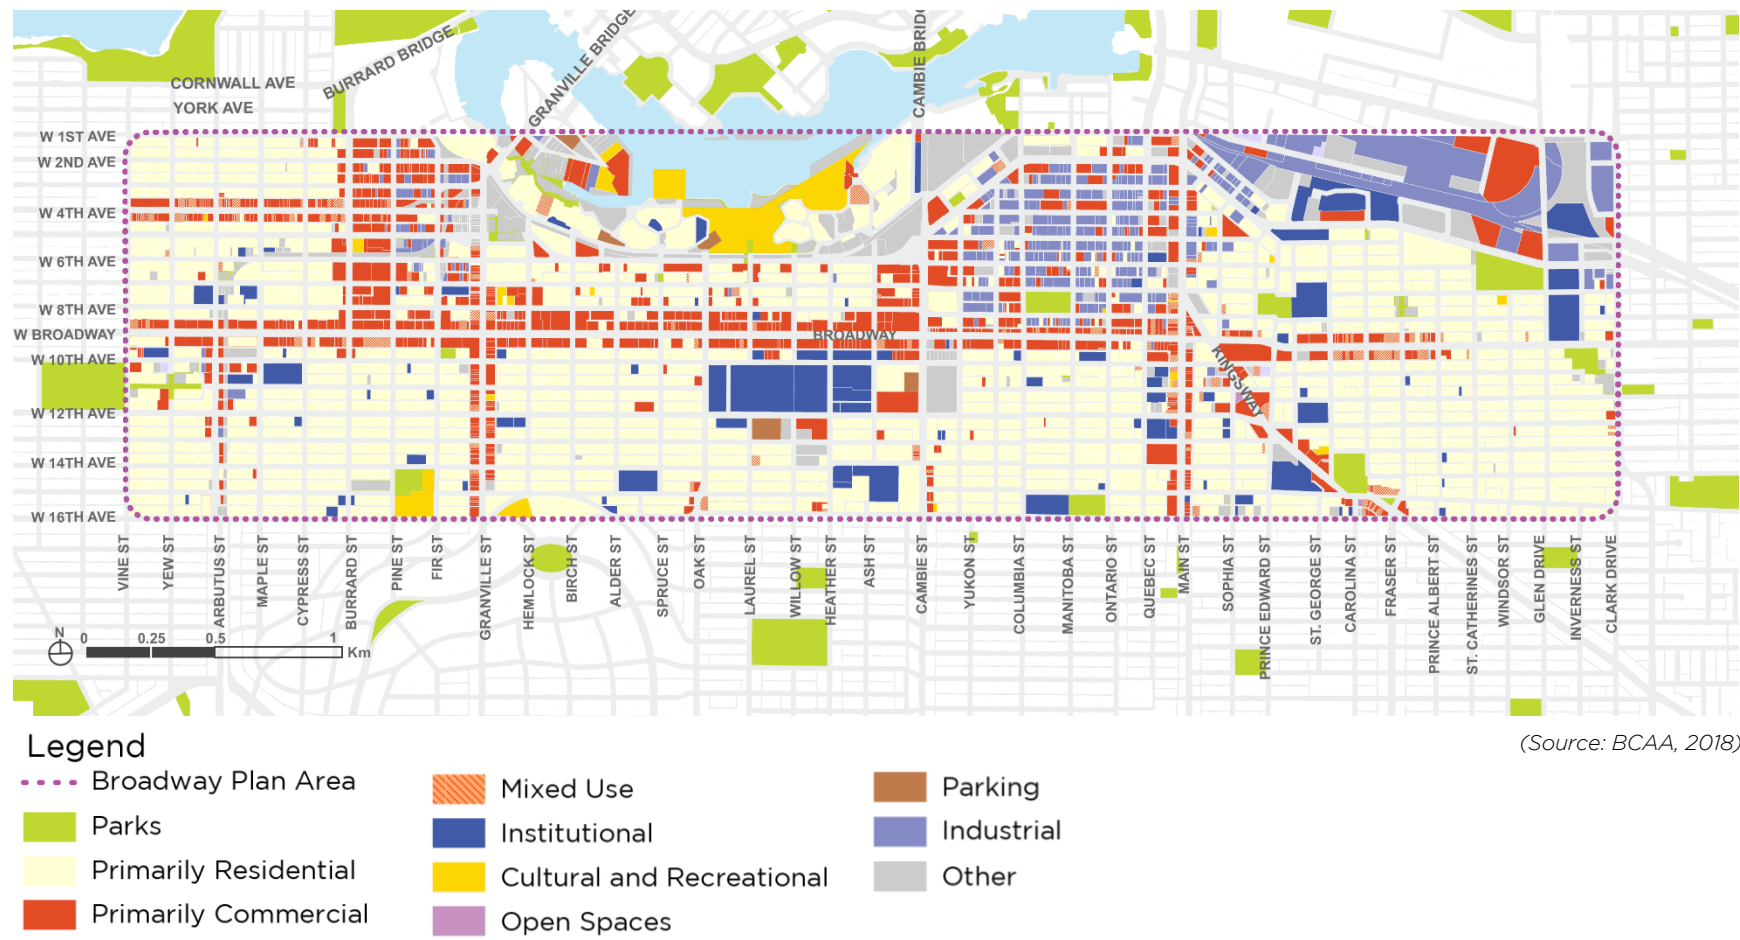 BURRARD BRIDGE
GRANVILLE BRIDGE
CAMBIE BRIDG
CORNWALL AVE
YORK AVE
W 1ST AVE
W 2ND AVE
W 4TH AVE
W 6TH AVE
W 8TH AVE
W BROADWAY
BROADWAY
W 10TH AVE
KINGSWAY
W 12TH AVE
W 14TH AVE
W 16TH AVE
VINE ST
YEW ST
ARBUTUS ST
MAPLE ST
CYPRESS ST
BURRARD ST
PINE ST
FIR ST
GRANVILLE ST
HEMLOCK ST
BIRCH ST
ALDER ST
SPRUCE ST
OAK ST
LAUREL ST
WILLOW ST
HEATHER ST
ASH ST
CAMBIE ST
YUKON ST
COLUMBIA ST
MANITOBA ST
ONTARIO ST
QUEBEC ST
MAIN ST
SOPHIA ST
PRINCE EDWARD ST
ST. GEORGE ST
CAROLINA ST
FRASER ST
PRINCE ALBERT ST
ST. CATHERINES ST
WINDSOR ST
GLEN DRIVE
INVERNESS ST
CLARK DRIVE
N
0 0.25 0.5 1
Km
(Source: BCAA, 2018)
Legend
Broadway Plan Area
Parks
Primarily Residential
Primarily Commercial
Mixed Use
Institutional
Cultural and Recreational
Open Spaces
Parking
Industrial
Other